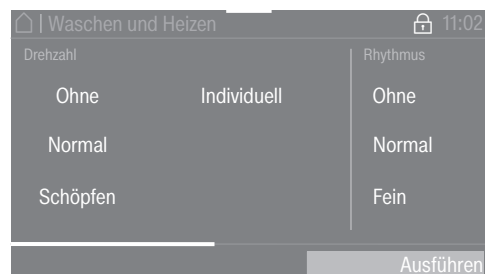 | Waschen und Heizen 11:02
Drehzahl Rhythmus
Ohne Individuell Ohne
Normal Normal
Schöpfen Fein
Ausführen